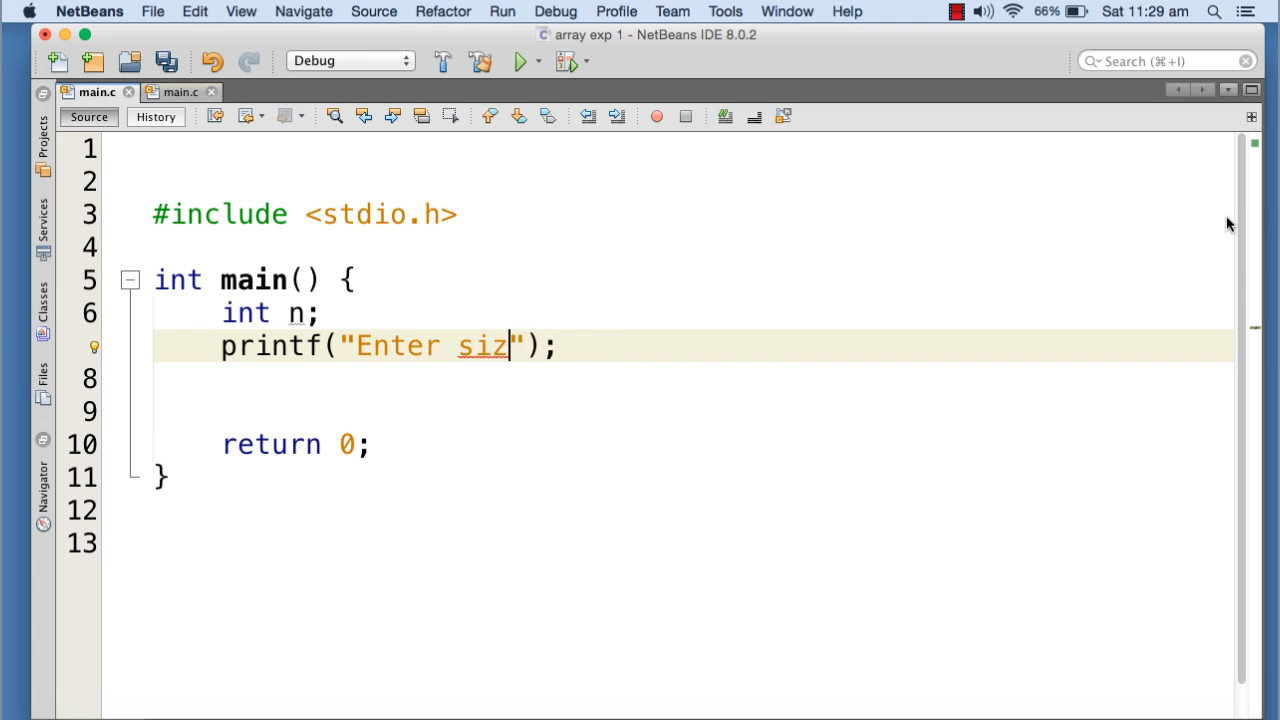 NetBeans File Edit View Navigate Source Refactor Run Debug Profile Team Tools Window Help 66% Sat 11:29 am
array exp 1 - NetBeans IDE 8.0.2
Debug Search (⌘+I)
main.c main.c
Source History
Projects
Services
Classes
Files
Navigator
1
2
3 #include <stdio.h>
4
5 int main() {
6 int n;
printf("Enter siz");
8
9
10 return 0;
11 }
12
13